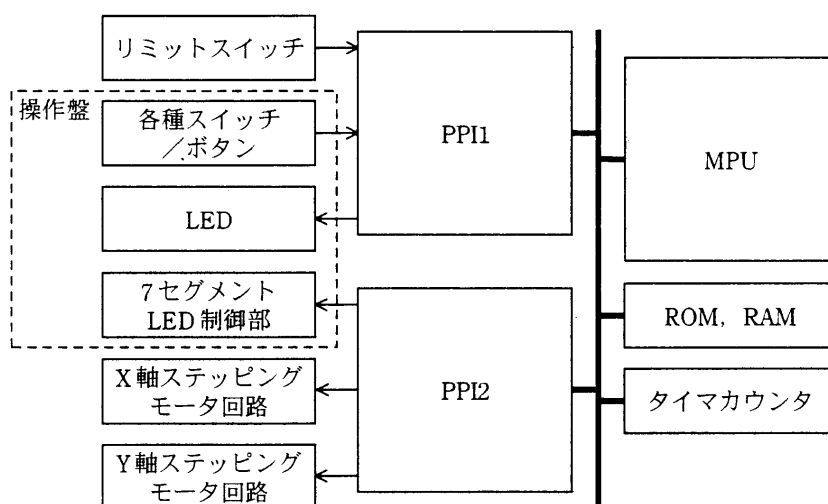 リミットスイッチ
操作盤
各種スイッチ
／ボタン
LED
7セグメント
LED制御部
X軸ステッピング
モータ回路
Y軸ステッピング
モータ回路
PPI1
PPI2
MPU
ROM，RAM
タイマカウンタ